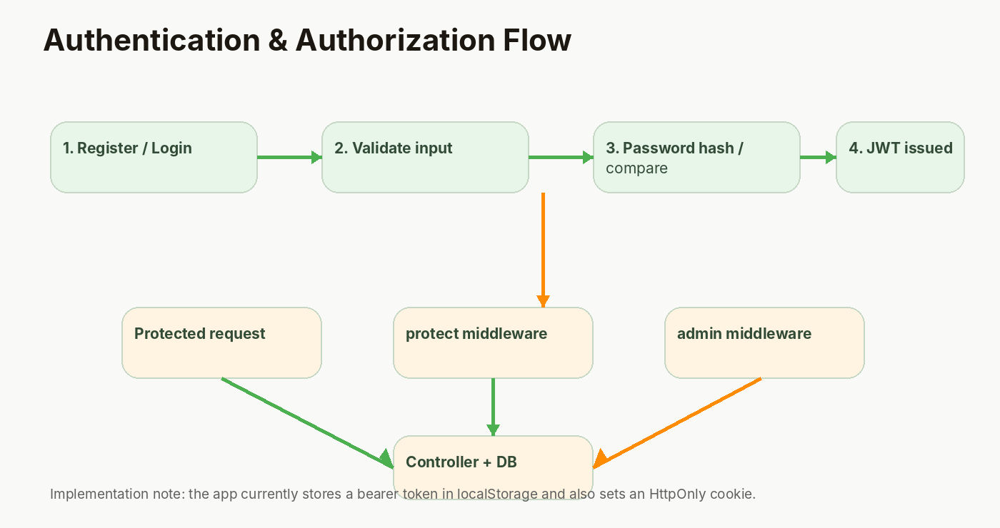 Authentication & Authorization Flow
1. Register / Login
2. Validate input
3. Password hash /
compare
4. JWT issued
Protected request
protect middleware
admin middleware
Controller + DB
Implementation note: the app currently stores a bearer token in localStorage and also sets an HttpOnly cookie.